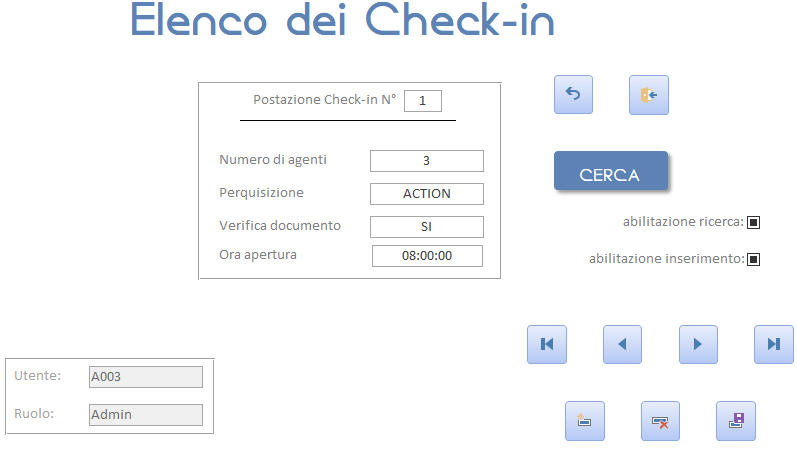 Elenco dei Check-in
Postazione Check-in N° 1
Numero di agenti 3
Perquisizione ACTION
Verifica documento SI
Ora apertura 08:00:00
CERCA
abilitazione ricerca:
abilitazione inserimento:
Utente: A003
Ruolo: Admin